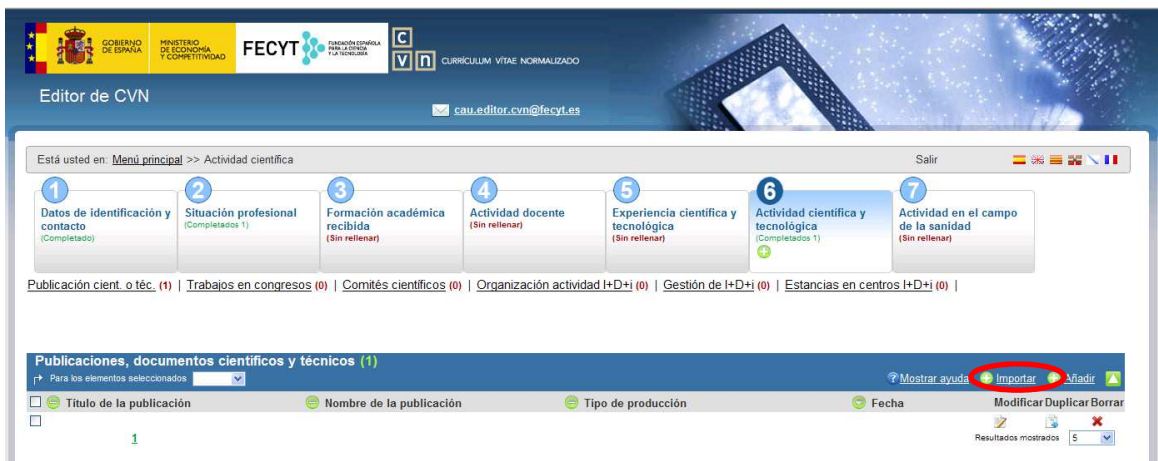 GOBIERNO DE ESPAÑA
MINISTERIO DE ECONOMÍA Y COMPETITIVIDAD
FECYT
FUNDACIÓN ESPAÑOLA PARA LA CIENCIA Y LA TECNOLOGÍA
C V n CURRÍCULUM VITAE NORMALIZADO
Editor de CVN
cau.editor.cvn@fecyt.es
Está usted en: Menú principal >> Actividad científica
Salir
1
Datos de identificación y contacto
(Completado)
2
Situación profesional
(Completados 1)
3
Formación académica recibida
(Sin rellenar)
4
Actividad docente
(Sin rellenar)
5
Experiencia científica y tecnológica
(Sin rellenar)
6
Actividad científica y tecnológica
(Completados 1)
7
Actividad en el campo de la sanidad
(Sin rellenar)
Publicación cient. o téc. (1) | Trabajos en congresos (0) | Comités científicos (0) | Organización actividad I+D+i (0) | Gestión de I+D+i (0) | Estancias en centros I+D+i (0) |
Publicaciones, documentos científicos y técnicos (1)
Para los elementos seleccionados
Mostrar ayuda Importar Añadir
Título de la publicación Nombre de la publicación Tipo de producción Fecha Modificar Duplicar Borrar
1
Resultados mostrados 5